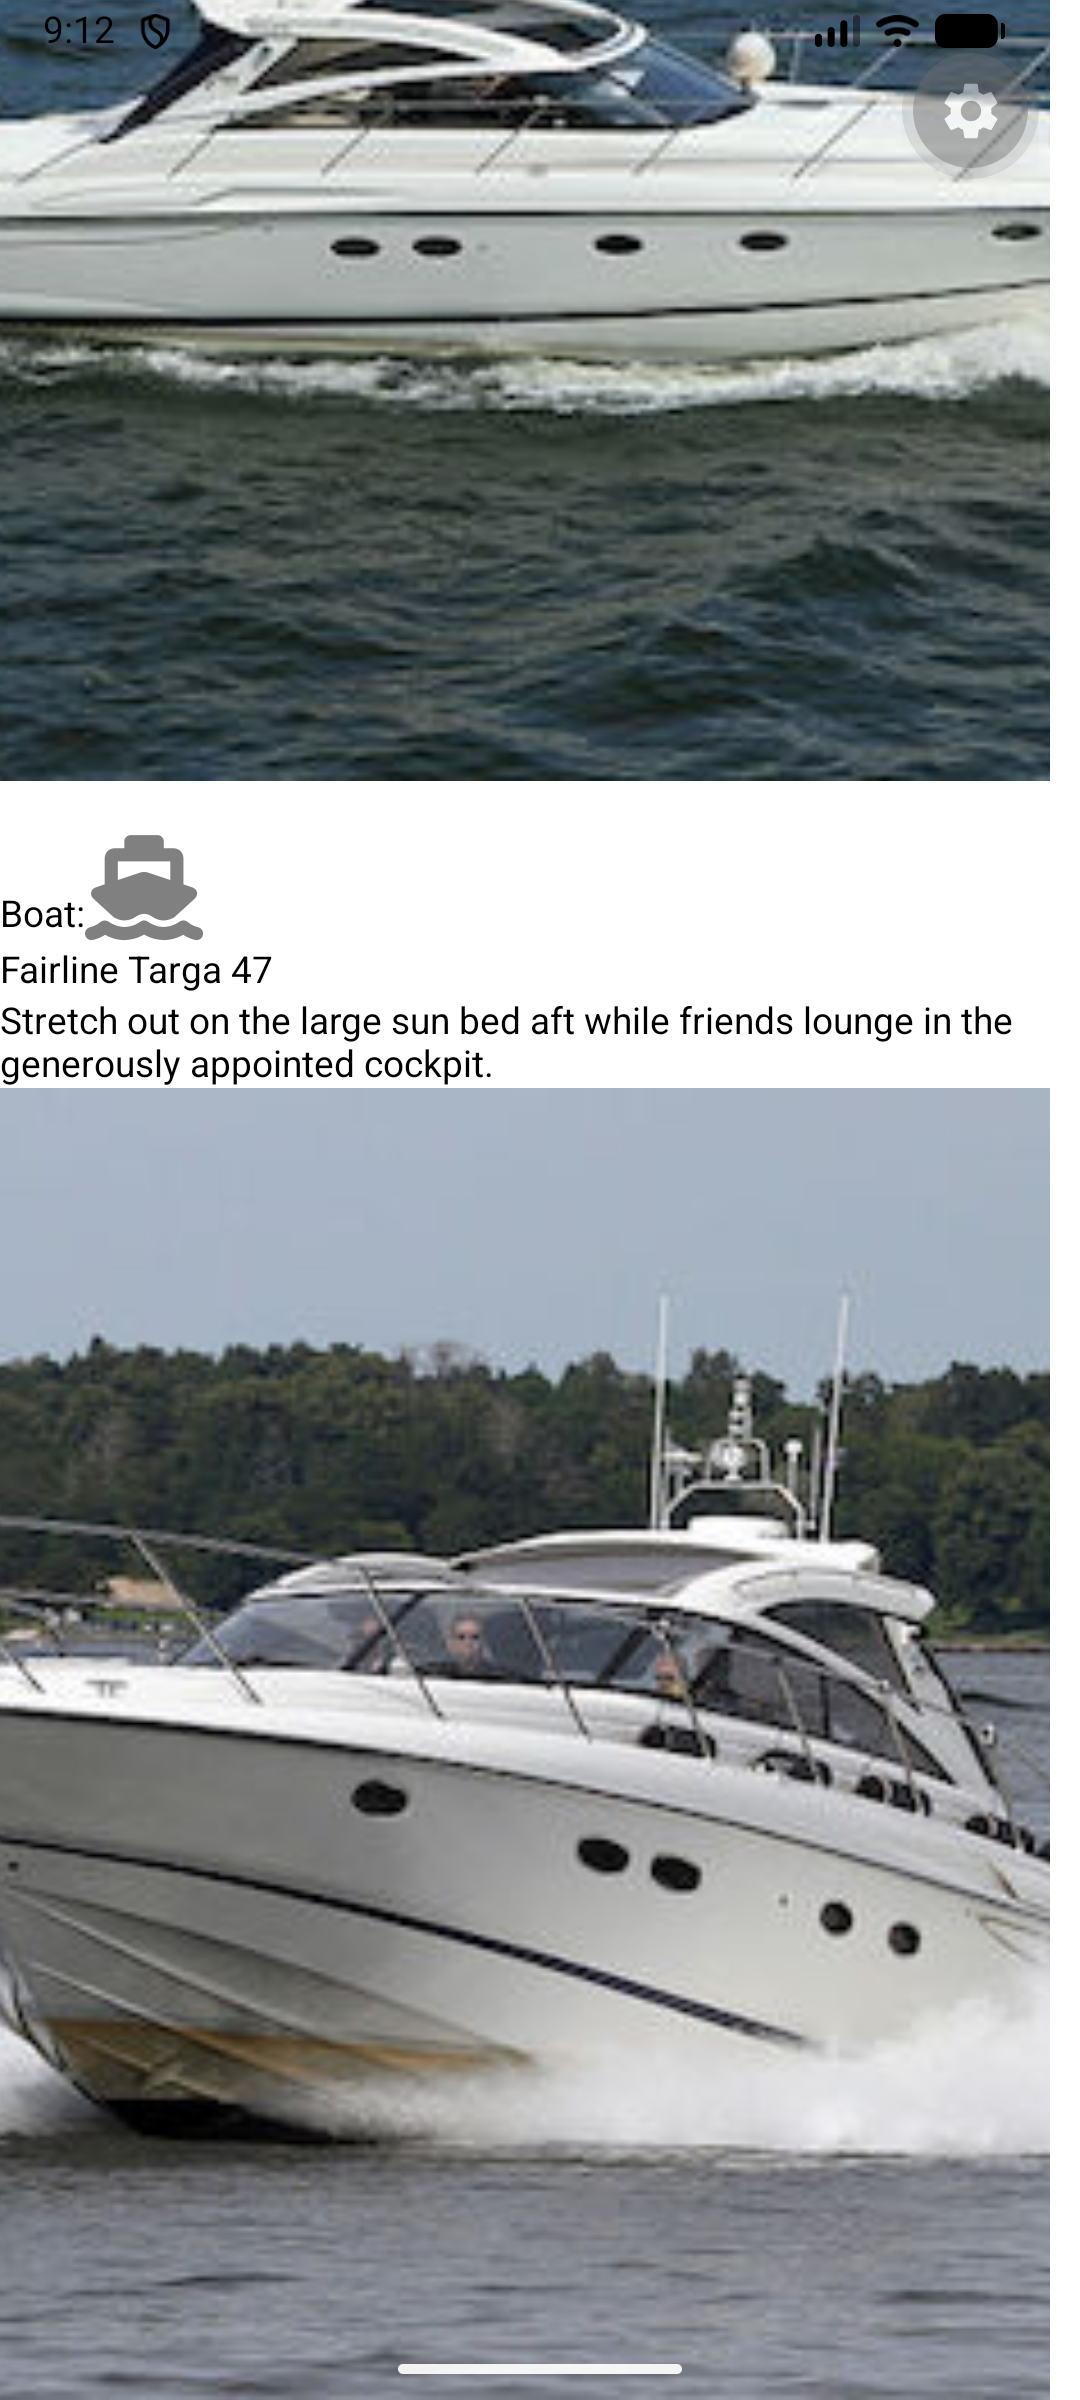 9:12
Boat:
Fairline Targa 47
Stretch out on the large sun bed aft while friends lounge in the
generously appointed cockpit.